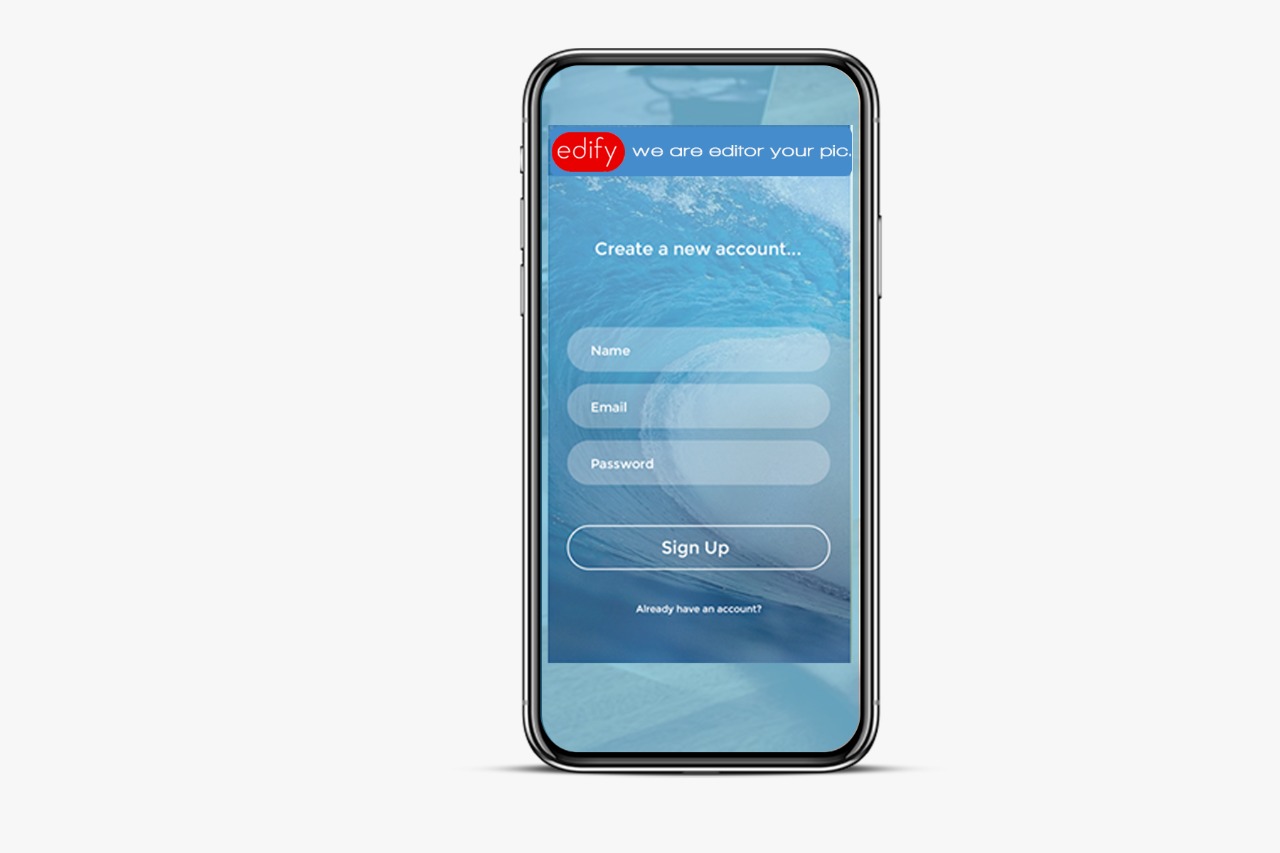 edify we are editor your pic.
Create a new account...
Name
Email
Password
Sign Up
Already have an account?